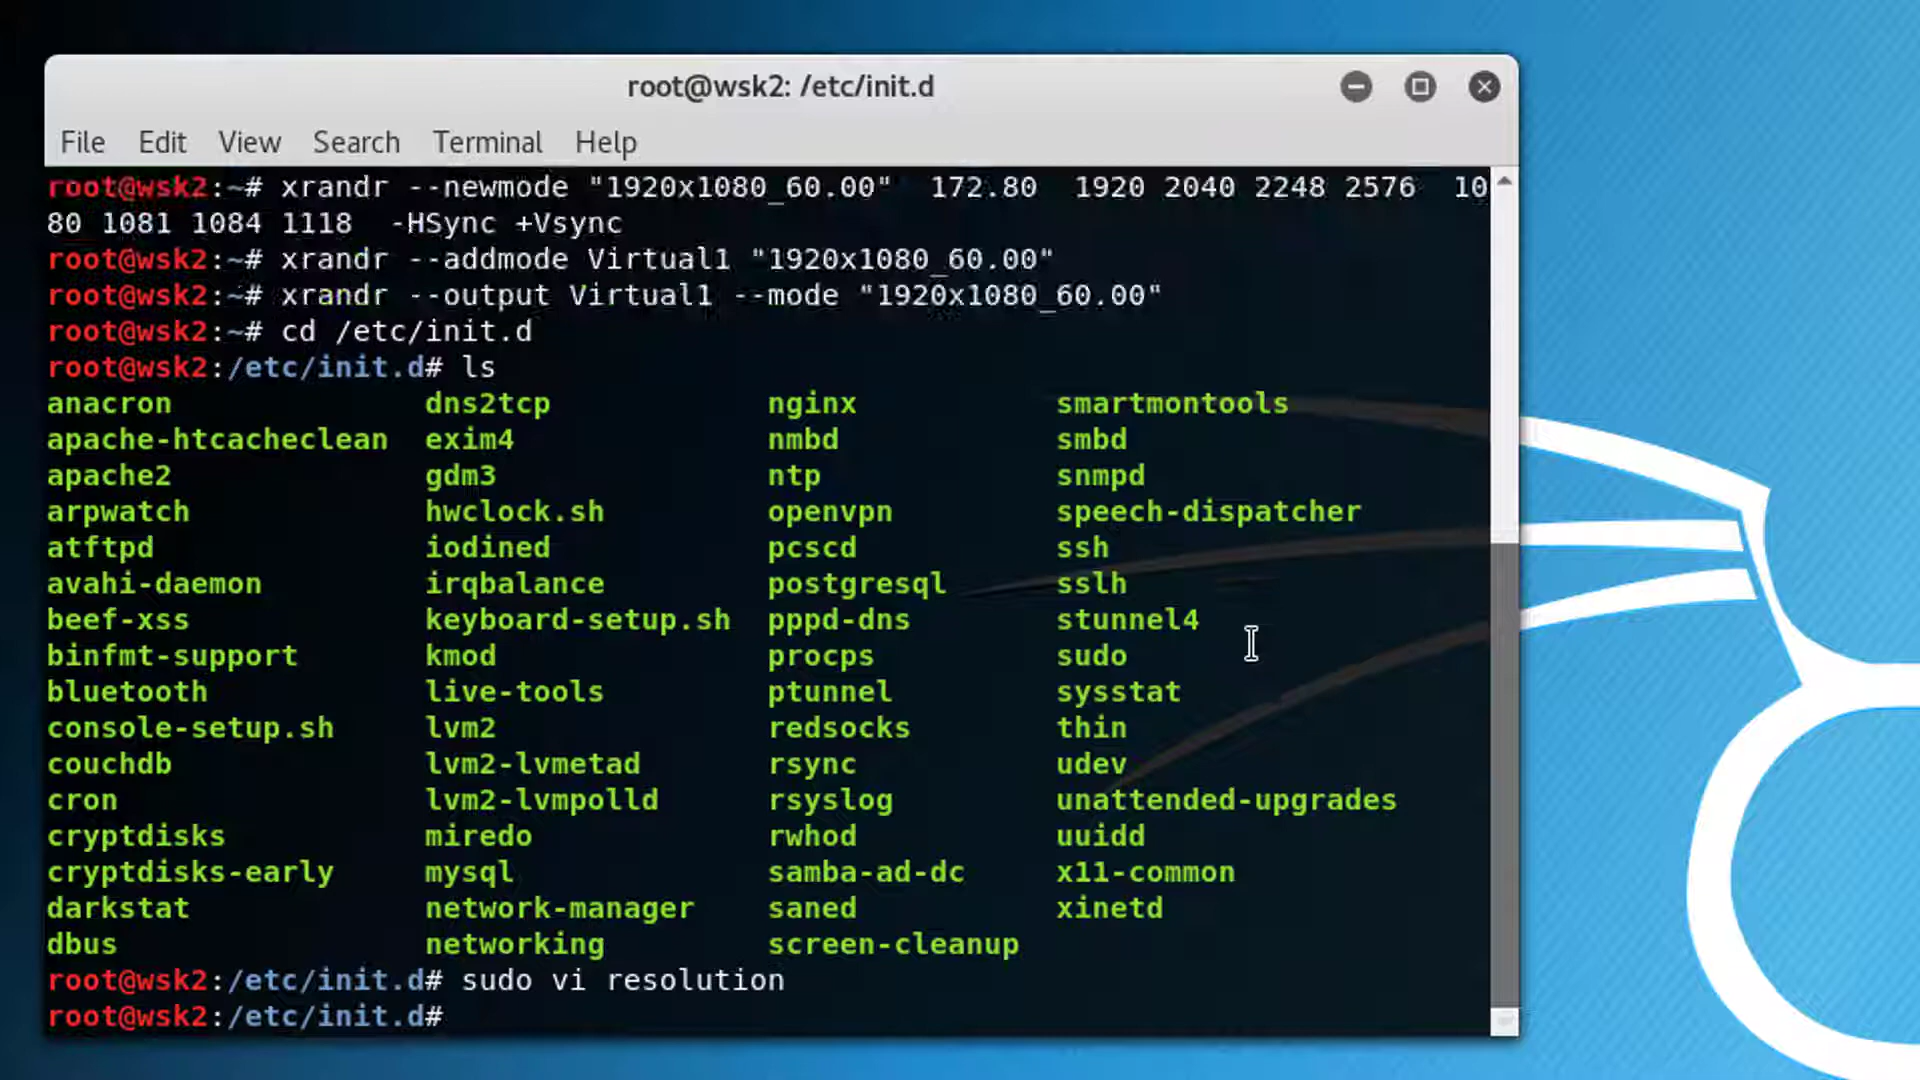 root@wsk2: /etc/init.d
File Edit View Search Terminal Help
root@wsk2:~# xrandr --newmode "1920x1080_60.00"  172.80  1920 2040 2248 2576  10
80 1081 1084 1118  -HSync +Vsync
root@wsk2:~# xrandr --addmode Virtual1 "1920x1080_60.00"
root@wsk2:~# xrandr --output Virtual1 --mode "1920x1080_60.00"
root@wsk2:~# cd /etc/init.d
root@wsk2:/etc/init.d# ls
anacron dns2tcp nginx smartmontools
apache-htcacheclean exim4 nmbd smbd
apache2 gdm3 ntp snmpd
arpwatch hwclock.sh openvpn speech-dispatcher
atftpd iodined pcscd ssh
avahi-daemon irqbalance postgresql sslh
beef-xss keyboard-setup.sh pppd-dns stunnel4
binfmt-support kmod procps sudo
bluetooth live-tools ptunnel sysstat
console-setup.sh lvm2 redsocks thin
couchdb lvm2-lvmetad rsync udev
cron lvm2-lvmpolld rsyslog unattended-upgrades
cryptdisks miredo rwhod uuidd
cryptdisks-early mysql samba-ad-dc x11-common
darkstat network-manager saned xinetd
dbus networking screen-cleanup
root@wsk2:/etc/init.d# sudo vi resolution
root@wsk2:/etc/init.d#